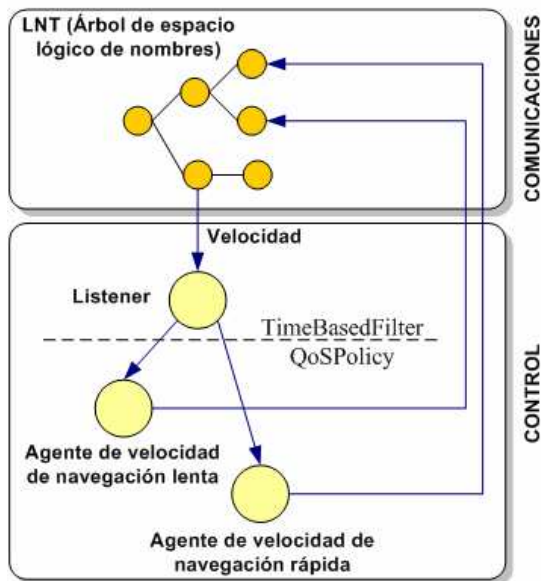 LNT (Árbol de espacio
lógico de nombres)
COMUNICACIONES
Velocidad
Listener
TimeBasedFilter
QoSPolicy
CONTROL
Agente de velocidad
de navegación lenta
Agente de velocidad de
navegación rápida